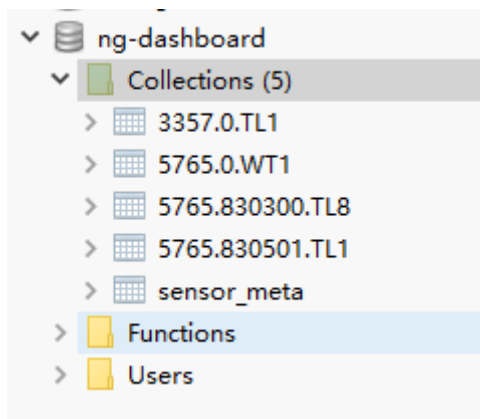 ng-dashboard
Collections (5)
3357.0.TL1
5765.0.WT1
5765.830300.TL8
5765.830501.TL1
sensor_meta
Functions
Users